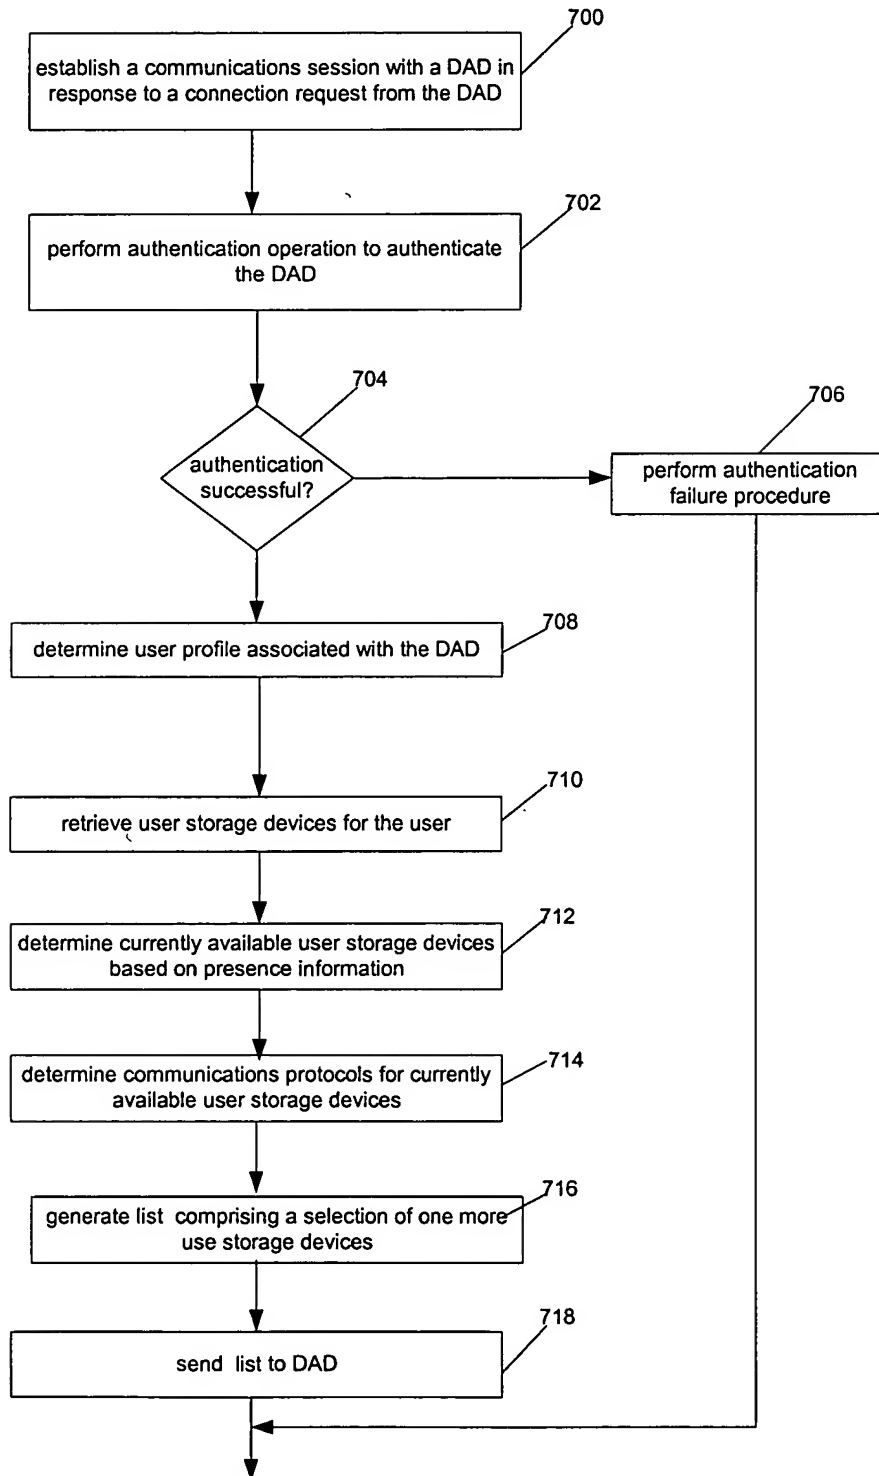 700
establish a communications session with a DAD in
response to a connection request from the DAD
702
perform authentication operation to authenticate
the DAD
704
authentication
successful?
706
perform authentication
failure procedure
708
determine user profile associated with the DAD
710
retrieve user storage devices for the user
712
determine currently available user storage devices
based on presence information
714
determine communications protocols for currently
available user storage devices
716
generate list comprising a selection of one more
use storage devices
718
send list to DAD